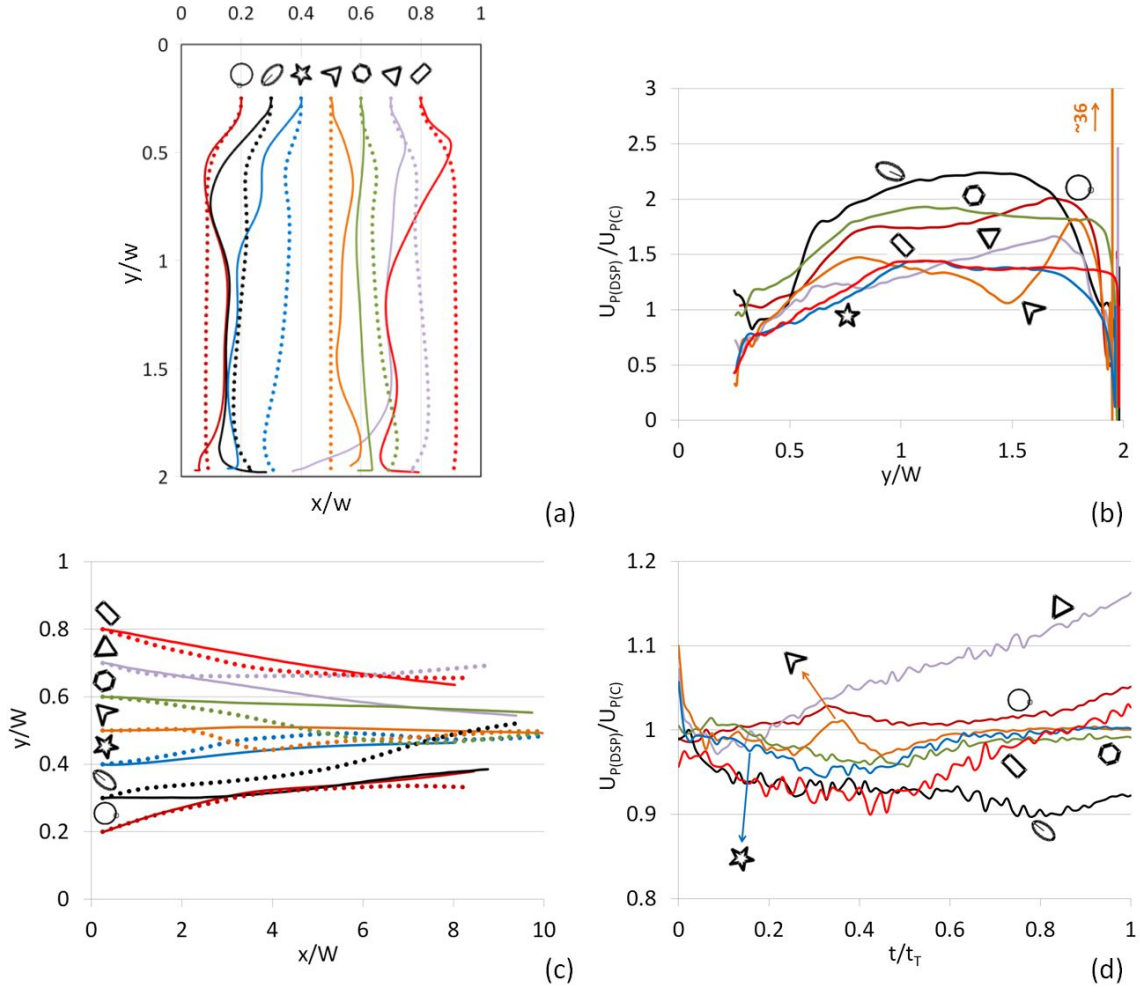 0 0.2 0.4 0.6 0.8 1
0
0.5
1
1.5
2
y/w
x/w
(a)
3
2.5
2
1.5
1
0.5
0
U_P(DSP) /U_P(C)
~36
0 0.5 1 1.5 2
y/W
(b)
1
0.8
0.6
0.4
0.2
0
y/W
0 2 4 6 8 10
x/W
(c)
1.2
1.1
1
0.9
0.8
U_P(DSP)/U_P(C)
0 0.2 0.4 0.6 0.8 1
t/t_T
(d)